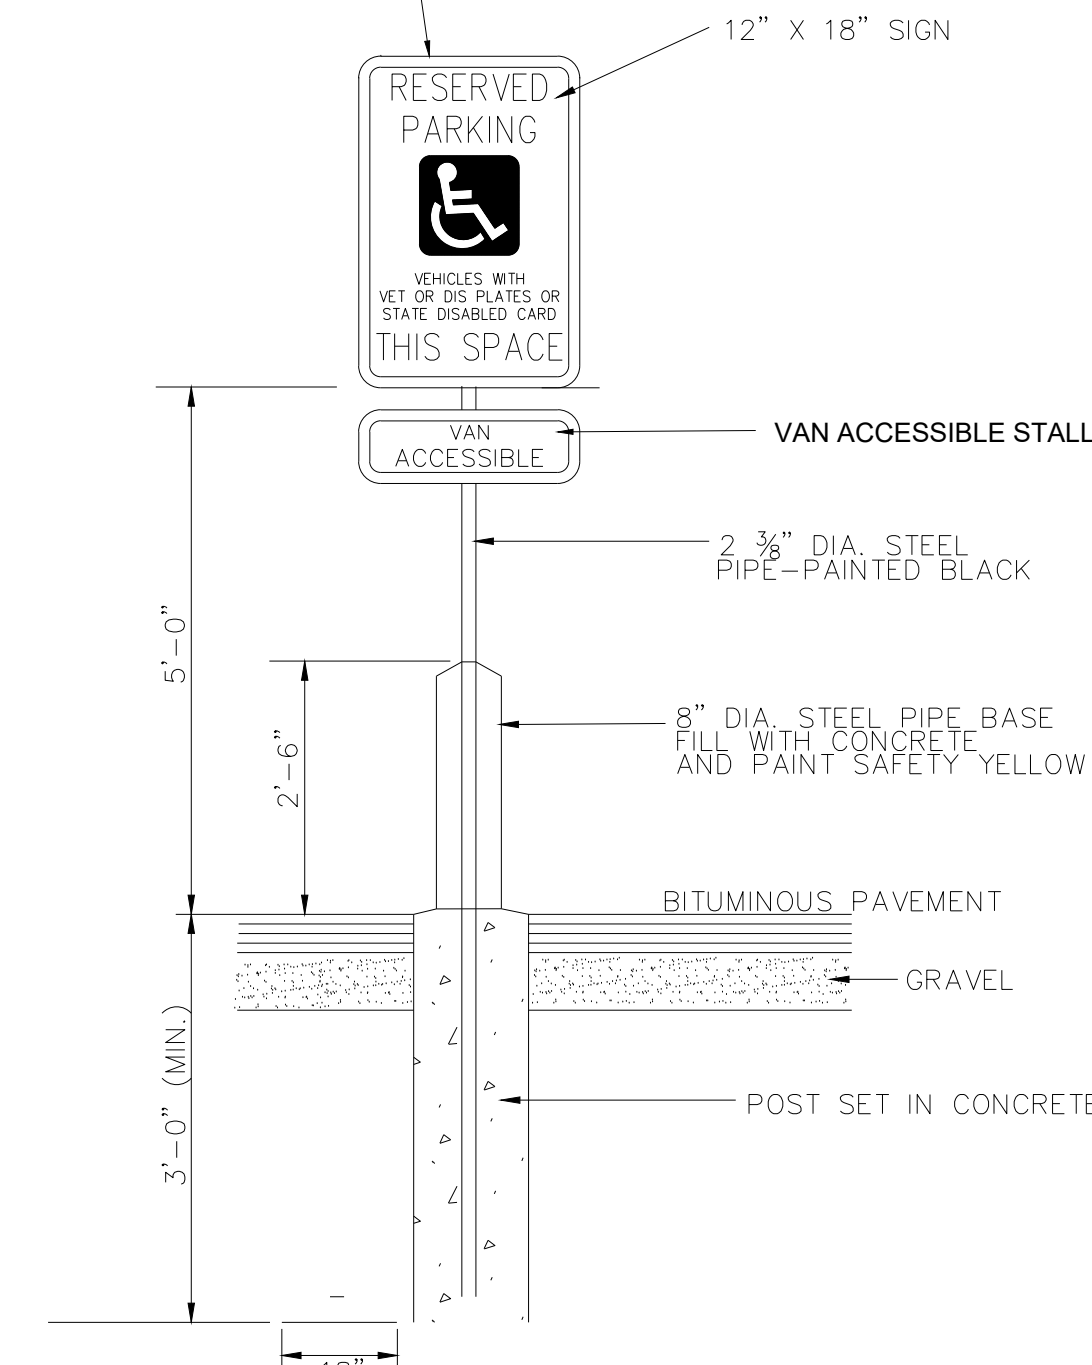 12” X 18” SIGN
RESERVED
PARKING
VEHICLES WITH
VET OR DIS PLATES OR
STATE DISABLED CARD
THIS SPACE
VAN
ACCESSIBLE
VAN ACCESSIBLE STALL
2 ⅜” DIA. STEEL
PIPE–PAINTED BLACK
5’–0”
2’–6”
8” DIA. STEEL PIPE BASE
FILL WITH CONCRETE
AND PAINT SAFETY YELLOW
BITUMINOUS PAVEMENT
GRAVEL
3’–0” (MIN.)
POST SET IN CONCRETE